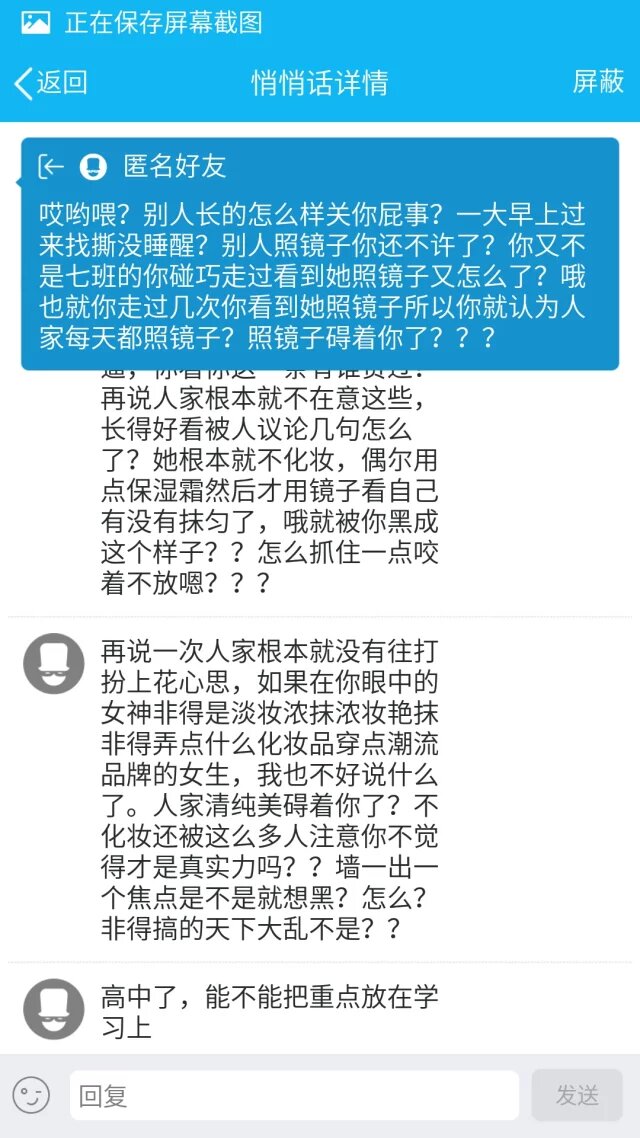 正在保存屏幕截图
返回
悄悄话详情
屏蔽
匿名好友
哎哟喂？别人长的怎么样关你屁事？一大早上过
来找撕没睡醒？别人照镜子你还不许了？你又不
是七班的你碰巧走过看到她照镜子又怎么了？哦
也就你走过几次你看到她照镜子所以你就认为人
家每天都照镜子？照镜子碍着你了？？？
再说人家根本就不在意这些，
长得好看被人议论几句怎么
了？她根本就不化妆，偶尔用
点保湿霜然后才用镜子看自己
有没有抹匀了，哦就被你黑成
这个样子？？怎么抓住一点咬
着不放嗯？？？
再说一次人家根本就没有往打
扮上花心思，如果在你眼中的
女神非得是淡妆浓抹浓妆艳抹
非得弄点什么化妆品穿点潮流
品牌的女生，我也不好说什么
了。人家清纯美碍着你了？不
化妆还被这么多人注意你不觉
得才是真实力吗？？墙一出一
个焦点是不是就想黑？怎么？
非得搞的天下大乱不是？？
高中了，能不能把重点放在学
习上
回复
发送